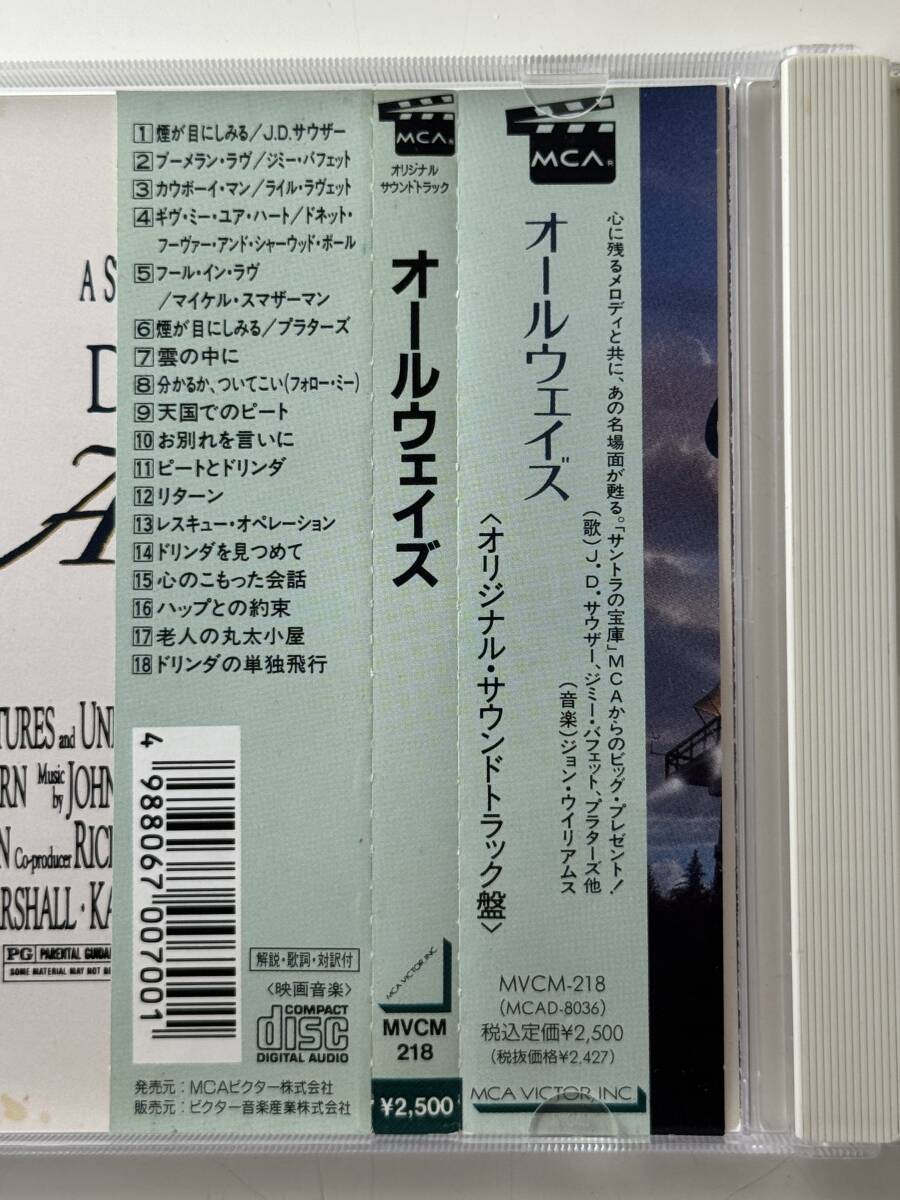 A S
D
A
TURES and UNI
RN Music by JOHN
N Co-producer RICH
RSHALL · KA
PG PARENTAL GUIDA
SOME MATERIAL MAY NOT B
1 煙が目にしみる/J.D.サウザー
2 ブーメラン・ラヴ/ジミー・バフェット
3 カウボーイ・マン/ライル・ラヴェット
4 ギヴ・ミー・ユア・ハート/ドネット・
フーヴァー・アンド・シャーウッド・ボール
5 フール・イン・ラヴ
/マイケル・スマザーマン
6 煙が目にしみる/プラターズ
7 雲の中に
8 分かるか、ついてこい(フォロー・ミー)
9 天国でのピート
10 お別れを言いに
11 ピートとドリンダ
12 リターン
13 レスキュー・オペレーション
14 ドリンダを見つめて
15 心のこもった会話
16 ハップとの約束
17 老人の丸太小屋
18 ドリンダの単独飛行
4 988067 007001
解説・歌詞・対訳付
〈映画音楽〉
COMPACT
disc
DIGITAL AUDIO
発売元:MCAビクター株式会社
販売元:ビクター音楽産業株式会社
MCA®
オリジナル
サウンドトラック
オールウェイズ
MCA VICTOR, INC.
MVCM
218
¥2,500
MCA®
心に残るメロディと共に、あの名場面が甦る。「サントラの宝庫」MCAからのビッグ・プレゼント!
(歌)J.D.サウザー、ジミー・バフェット、プラターズ他
(音楽)ジョン・ウイリアムス
オールウェイズ
〈オリジナル・サウンドトラック盤〉
MVCM-218
(MCAD-8036)
税込定価¥2,500
(税抜価格¥2,427)
MCA VICTOR, INC.